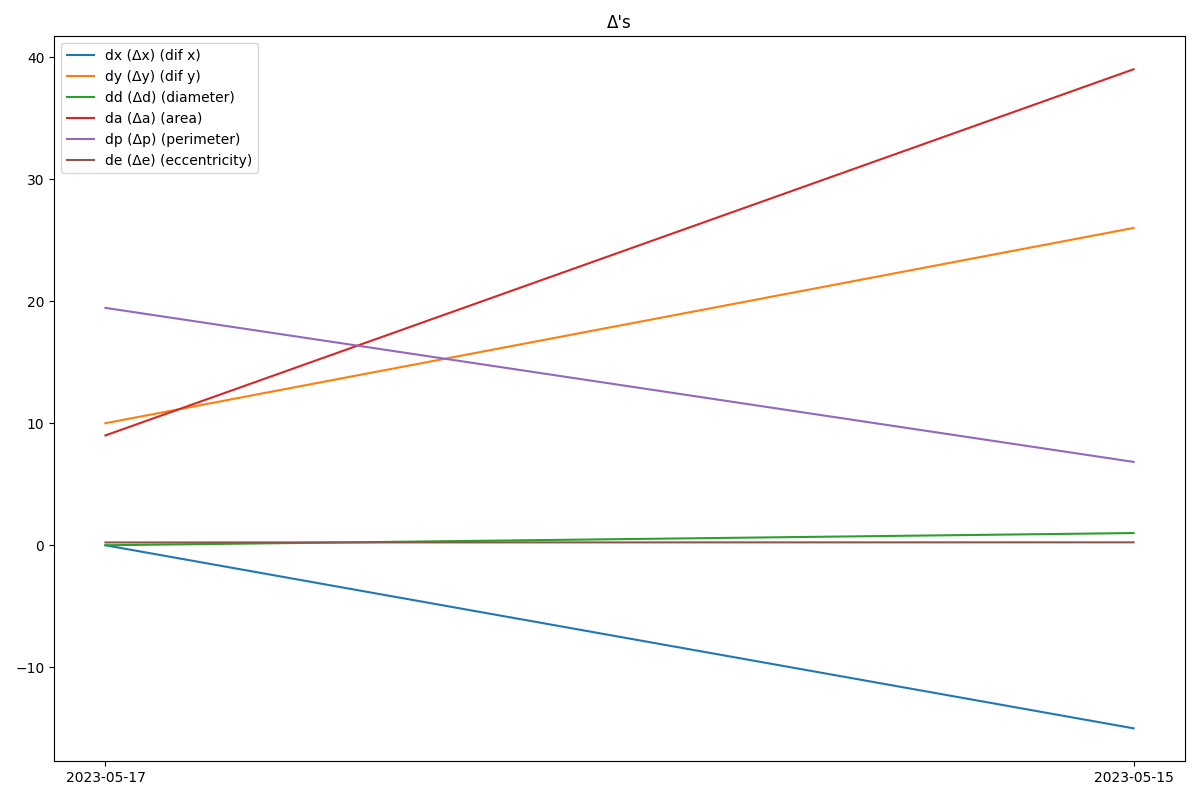 Δ's
dx (Δx) (dif x)
dy (Δy) (dif y)
dd (Δd) (diameter)
da (Δa) (area)
dp (Δp) (perimeter)
de (Δe) (eccentricity)
40
30
20
10
0
−10
2023-05-17
2023-05-15